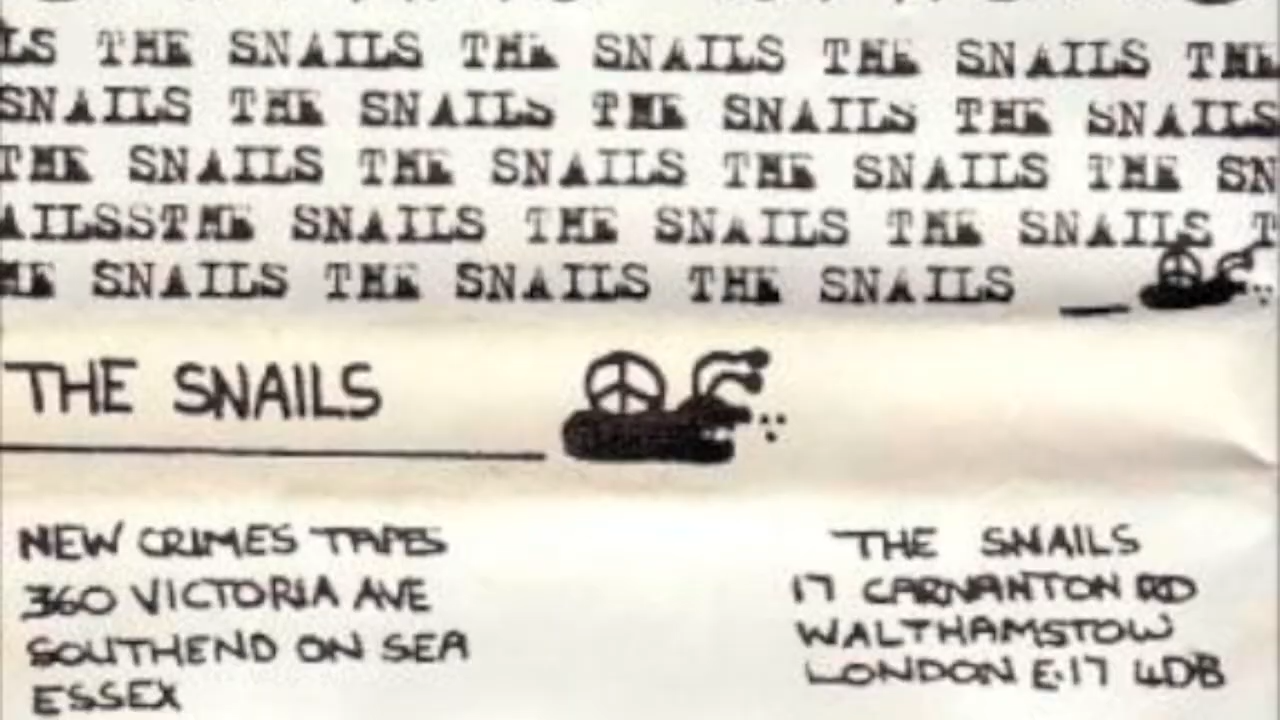 LS THE SNAILS THE SNAILS THE SNAILS THE
SNAILS THE SNAILS THE SNAILS THE SNAILS
THE SNAILS THE SNAILS THE SNAILS THE SN
AILSSTHE SNAILS THE SNAILS THE SNAILS T
HE SNAILS THE SNAILS THE SNAILS
THE SNAILS
NEW CRIMES TAPES
360 VICTORIA AVE
SOUTHEND ON SEA
ESSEX
THE SNAILS
17 CARNANTON RD
WALTHAMSTOW
LONDON E.17 4DB